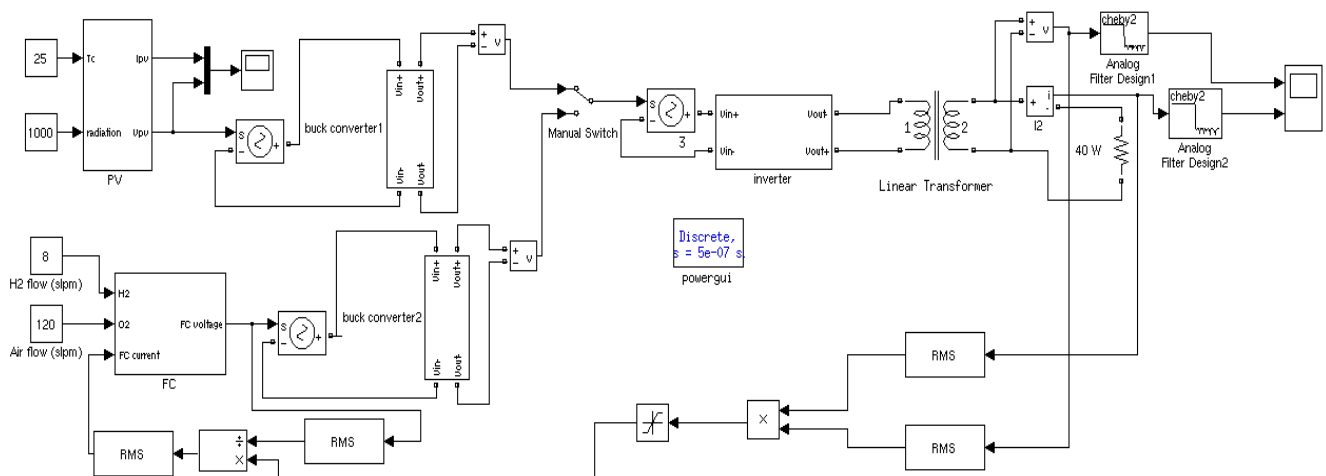 25
Tc
Ipv
1000
radiation
Vpv
PV
s
-
+
buck converter1
Vin+
Vout+
Vin-
Vout-
+
-
v
Manual Switch
s
-
+
3
Vin+
Vin-
Vout
Vout+
inverter
1
2
Linear Transformer
+
-
v
cheby2
Analog
Filter Design1
+
i
-
I2
cheby2
Analog
Filter Design2
40 W
Discrete,
s = 5e-07 s.
powergui
8
H2 flow (slpm)
120
Air flow (slpm)
H2
O2
FC current
FC voltage
FC
s
-
+
buck converter2
Vin+
Vout+
Vin-
Vout-
+
-
v
RMS
÷
×
RMS
×
RMS
RMS